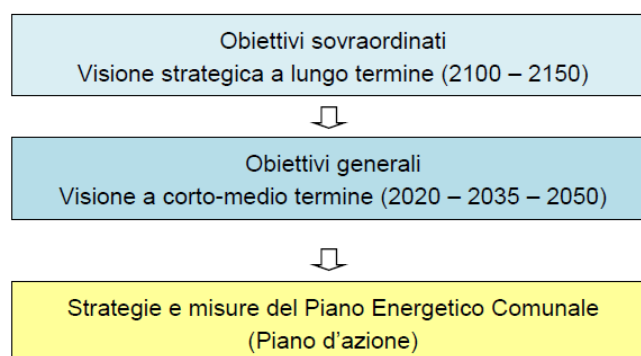 Obiettivi sovraordinati
Visione strategica a lungo termine (2100 – 2150)
Obiettivi generali
Visione a corto-medio termine (2020 – 2035 – 2050)
Strategie e misure del Piano Energetico Comunale
(Piano d'azione)